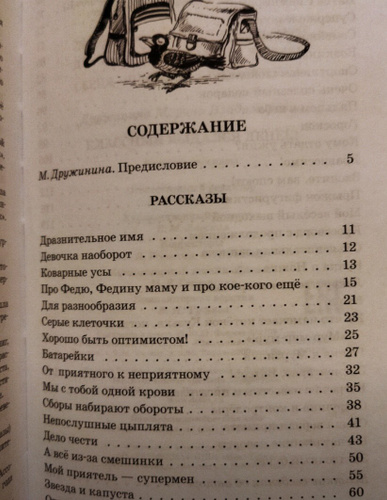 СОДЕРЖАНИЕ
М. Дружинина. Предисловие . . . . . . . . . . . . . . 5
РАССКАЗЫ
Дразнительное имя . . . . . . . . . . . . . . . . . . 11
Девочка наоборот . . . . . . . . . . . . . . . . . . . 12
Коварные усы . . . . . . . . . . . . . . . . . . . . . 13
Про Федю, Федину маму и про кое-кого ещё . . . . . 15
Для разнообразия . . . . . . . . . . . . . . . . . . . 21
Серые клеточки . . . . . . . . . . . . . . . . . . . . 23
Хорошо быть оптимистом! . . . . . . . . . . . . . . 25
Батарейки . . . . . . . . . . . . . . . . . . . . . . . 27
От приятного к неприятному . . . . . . . . . . . . . 32
Мы с тобой одной крови . . . . . . . . . . . . . . . 35
Сборы набирают обороты . . . . . . . . . . . . . . . 38
Непослушные цыплята . . . . . . . . . . . . . . . . 41
Дело чести . . . . . . . . . . . . . . . . . . . . . . 43
А всё из-за смешинки . . . . . . . . . . . . . . . . 50
Мой приятель — супермен . . . . . . . . . . . . . . 55
Звезда и капуста . . . . . . . . . . . . . . . . . . . 60